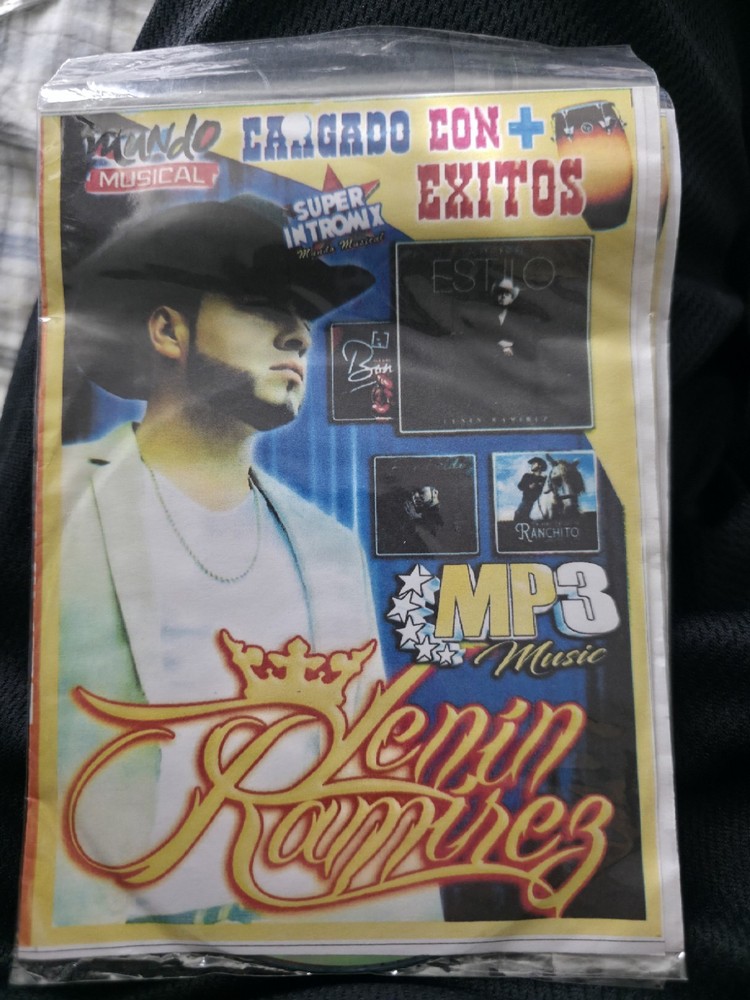 MUNDO
MUSICAL
CARGADO CON +
EXITOS
SUPER
INTROMIX
Mundo Musical
ESTILO
LENIN RAMIREZ
RANCHITO
MP3
Music
Lenin
Ramirez